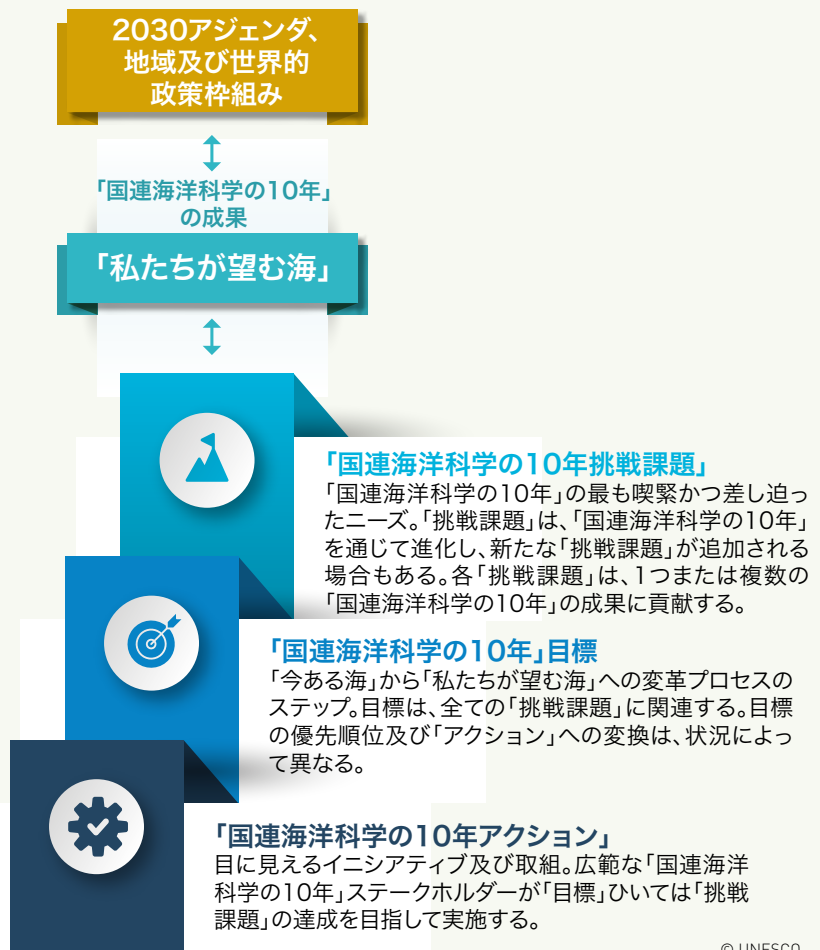 2030アジェンダ、
地域及び世界的
政策枠組み
「国連海洋科学の10年」
の成果
「私たちが望む海」
「国連海洋科学の10年挑戦課題」
「国連海洋科学の10年」の最も喫緊かつ差し迫っ
たニーズ。「挑戦課題」は、「国連海洋科学の10年」
を通じて進化し、新たな「挑戦課題」が追加される
場合もある。各「挑戦課題」は、1つまたは複数の
「国連海洋科学の10年」の成果に貢献する。
「国連海洋科学の10年」目標
「今ある海」から「私たちが望む海」への変革プロセスの
ステップ。目標は、全ての「挑戦課題」に関連する。目標
の優先順位及び「アクション」への変換は、状況によっ
て異なる。
「国連海洋科学の10年アクション」
目に見えるイニシアティブ及び取組。広範な「国連海洋
科学の10年」ステークホルダーが「目標」ひいては「挑戦
課題」の達成を目指して実施する。
© UNESCO